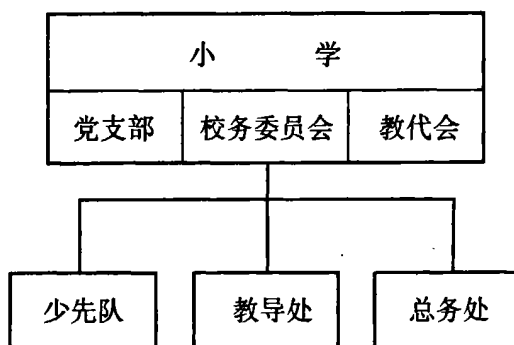 小 学
党支部 校务委员会 教代会
少先队 教导处 总务处